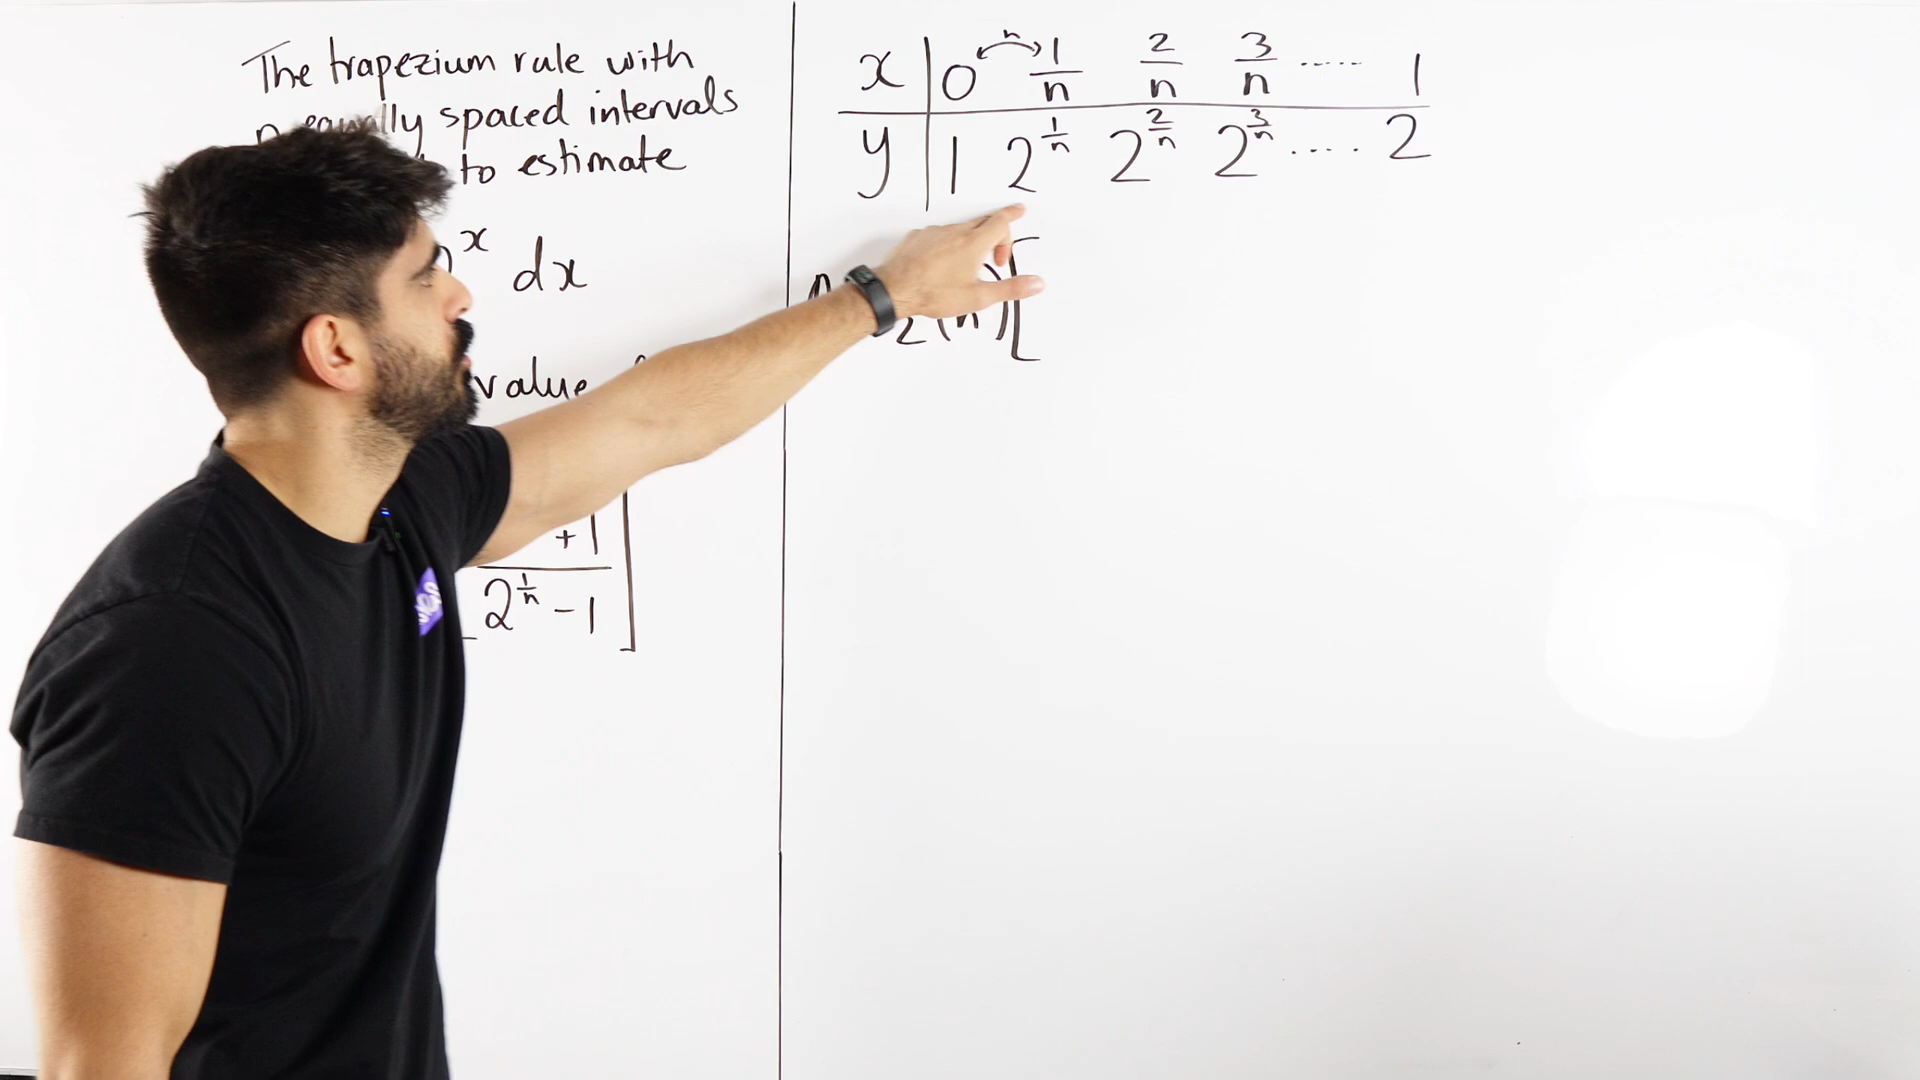 The trapezium rule with
equally spaced intervals
to estimate
x dx
value
+1
2^{1/n} - 1
x | 0 1/n 2/n 3/n ..... 1
y | 1 2^{1/n} 2^{2/n} 2^{3/n} .... 2
2 ( n ) [